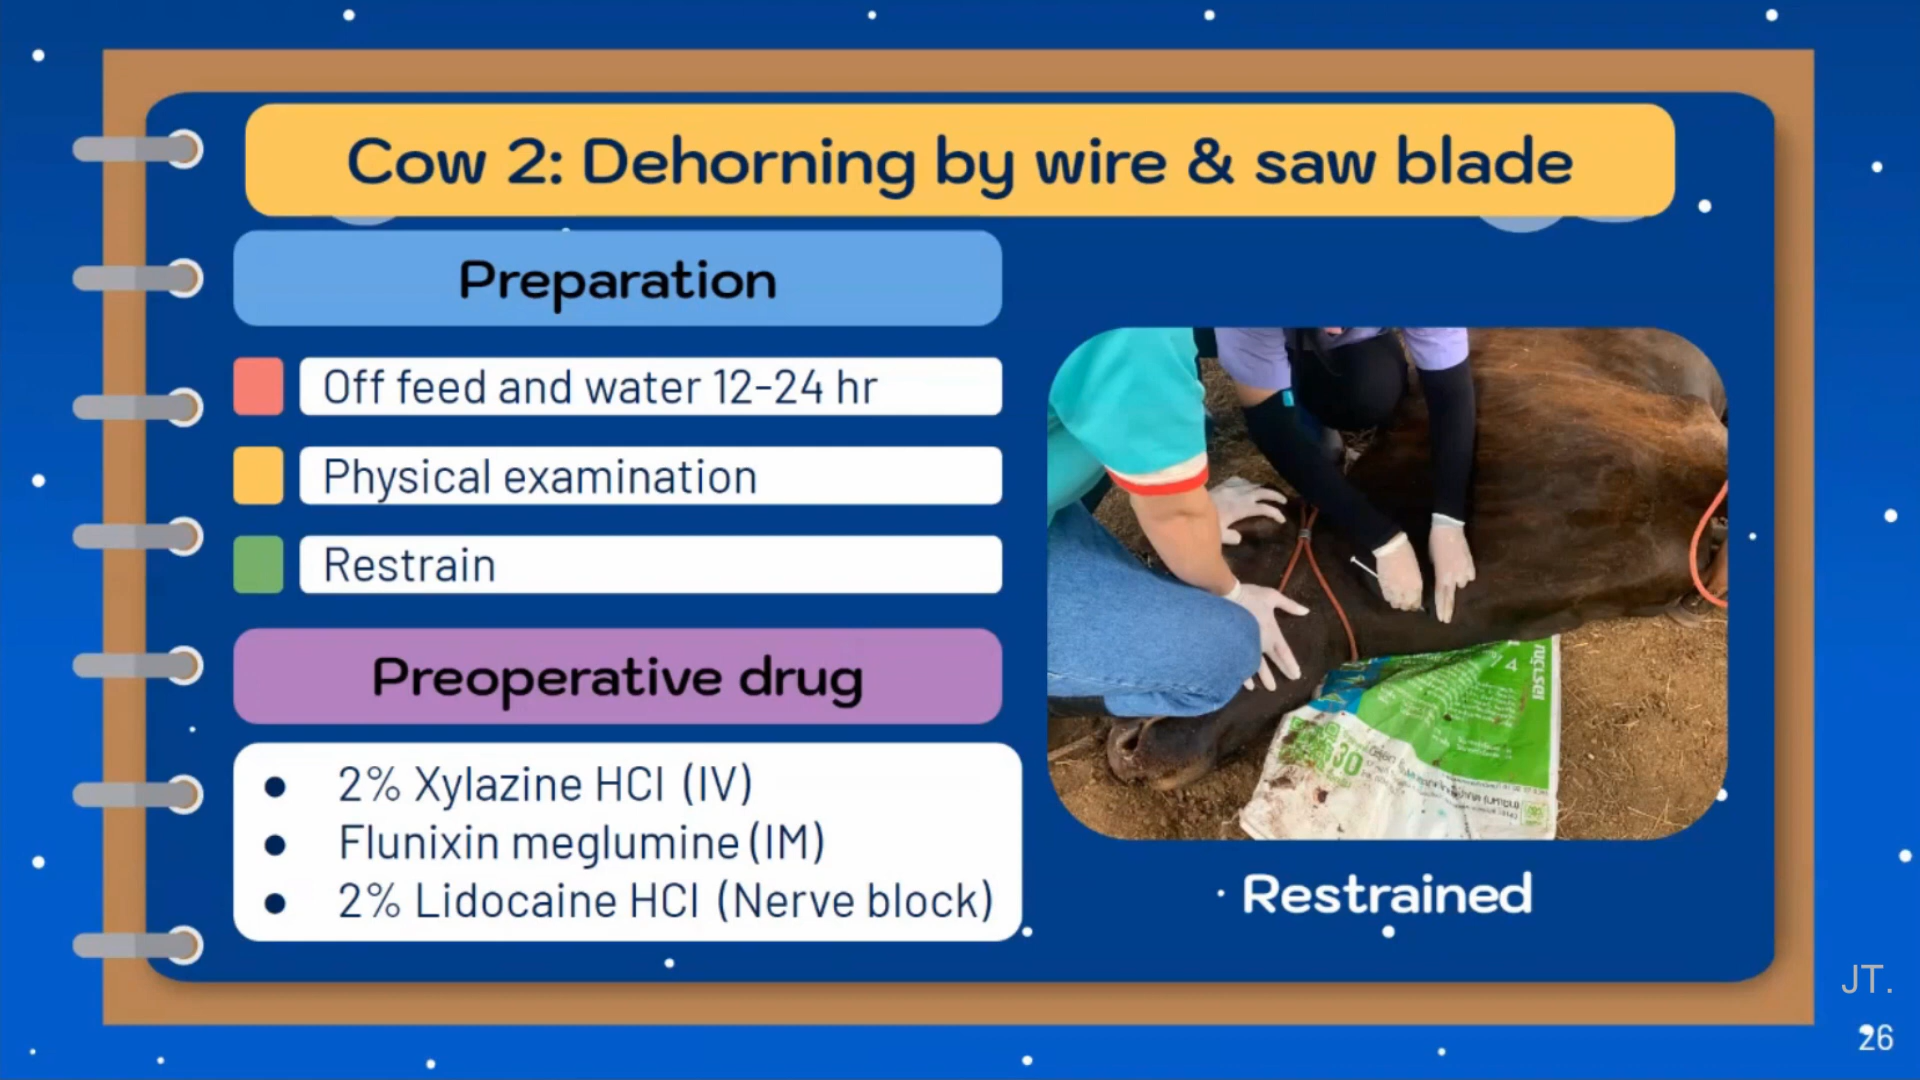 Cow 2: Dehorning by wire & saw blade
Preparation
Off feed and water 12-24 hr
Physical examination
Restrain
Preoperative drug
● 2% Xylazine HCl (IV)
● Flunixin meglumine (IM)
● 2% Lidocaine HCl (Nerve block)
30
Restrained
JT.
26